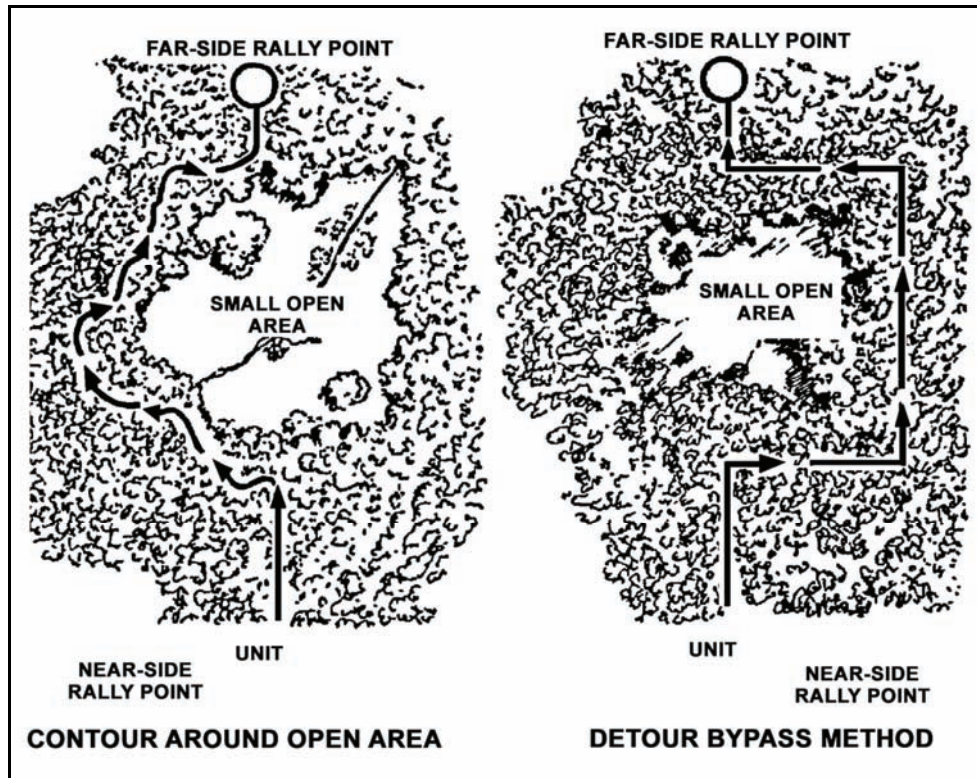 FAR-SIDE RALLY POINT
SMALL OPEN
AREA
UNIT
NEAR-SIDE
RALLY POINT
CONTOUR AROUND OPEN AREA
FAR-SIDE RALLY POINT
SMALL OPEN
AREA
UNIT
NEAR-SIDE
RALLY POINT
DETOUR BYPASS METHOD